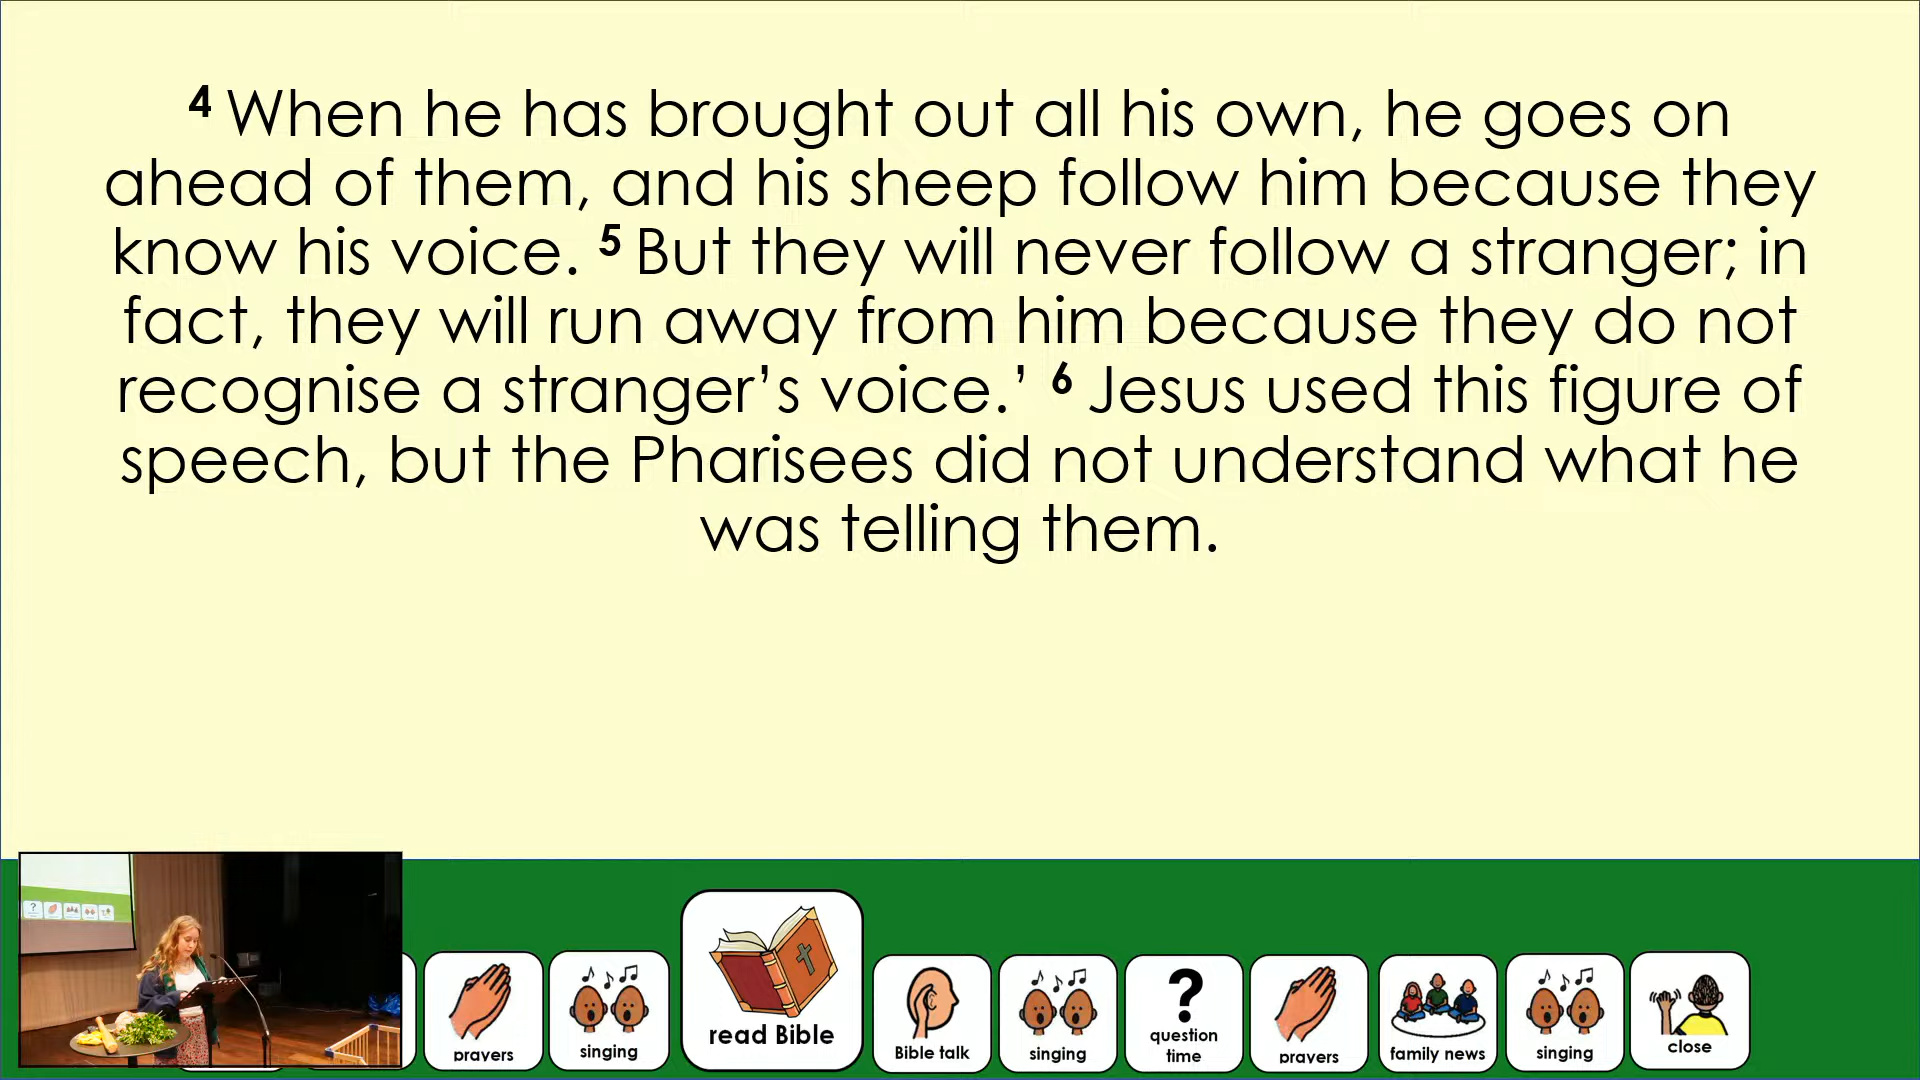 4 When he has brought out all his own, he goes on
ahead of them, and his sheep follow him because they
know his voice. 5 But they will never follow a stranger; in
fact, they will run away from him because they do not
recognise a stranger’s voice.’ 6 Jesus used this figure of
speech, but the Pharisees did not understand what he
was telling them.
prayers
singing
read Bible
Bible talk
singing
question
time
prayers
family news
singing
close
?